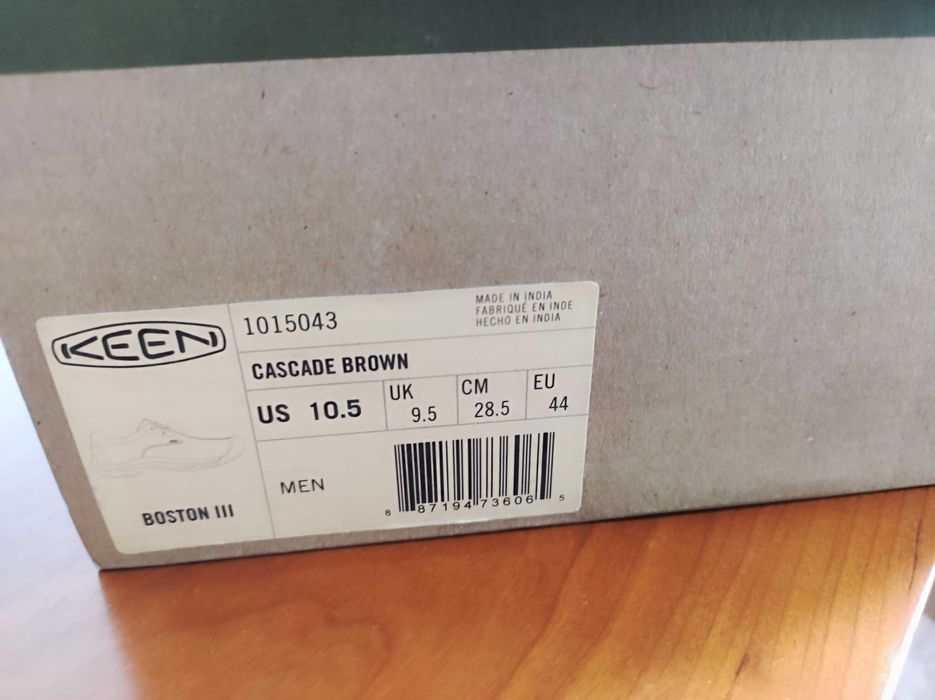 KEEN
1015043
MADE IN INDIA
FABRIQUÉ EN INDE
HECHO EN INDIA
CASCADE BROWN
US 10.5
UK
9.5
CM
28.5
EU
44
MEN
BOSTON III
8 87194 73606 5